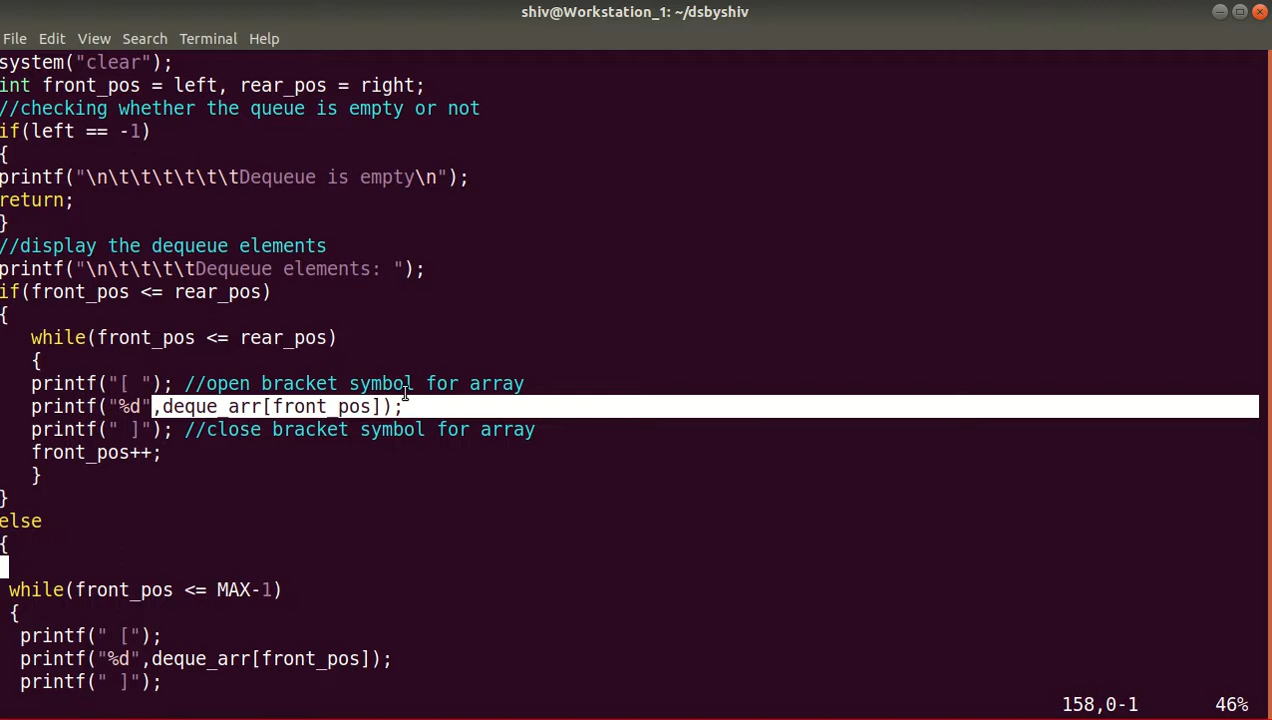 shiv@Workstation_1: ~/dsbyshiv
File Edit View Search Terminal Help
system("clear");
int front_pos = left, rear_pos = right;
//checking whether the queue is empty or not
if(left == -1)
{
printf("\n\t\t\t\t\t\tDequeue is empty\n");
return;
}
//display the dequeue elements
printf("\n\t\t\t\tDequeue elements: ");
if(front_pos <= rear_pos)
{
   while(front_pos <= rear_pos)
   {
   printf("[ "); //open bracket symbol for array
   printf("%d",deque_arr[front_pos]);
   printf(" ]"); //close bracket symbol for array
   front_pos++;
   }
}
else
{
 while(front_pos <= MAX-1)
 {
  printf(" [");
  printf("%d",deque_arr[front_pos]);
  printf(" ]");
158,0-1 46%